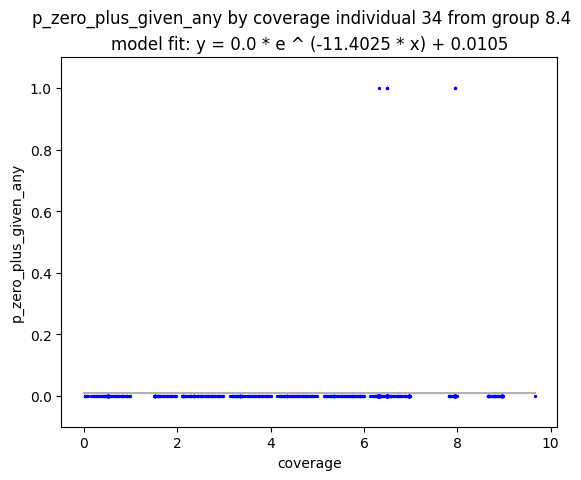 p_zero_plus_given_any by coverage individual 34 from group 8.4
model fit: y = 0.0 * e ^ (-11.4025 * x) + 0.0105
1.0
0.8
0.6
0.4
0.2
0.0
p_zero_plus_given_any
0 2 4 6 8 10
coverage